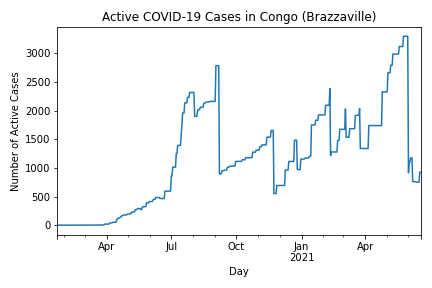 Active COVID-19 Cases in Congo (Brazzaville)
Number of Active Cases
3000
2500
2000
1500
1000
500
0
Apr Jul Oct Jan Apr
2021
Day